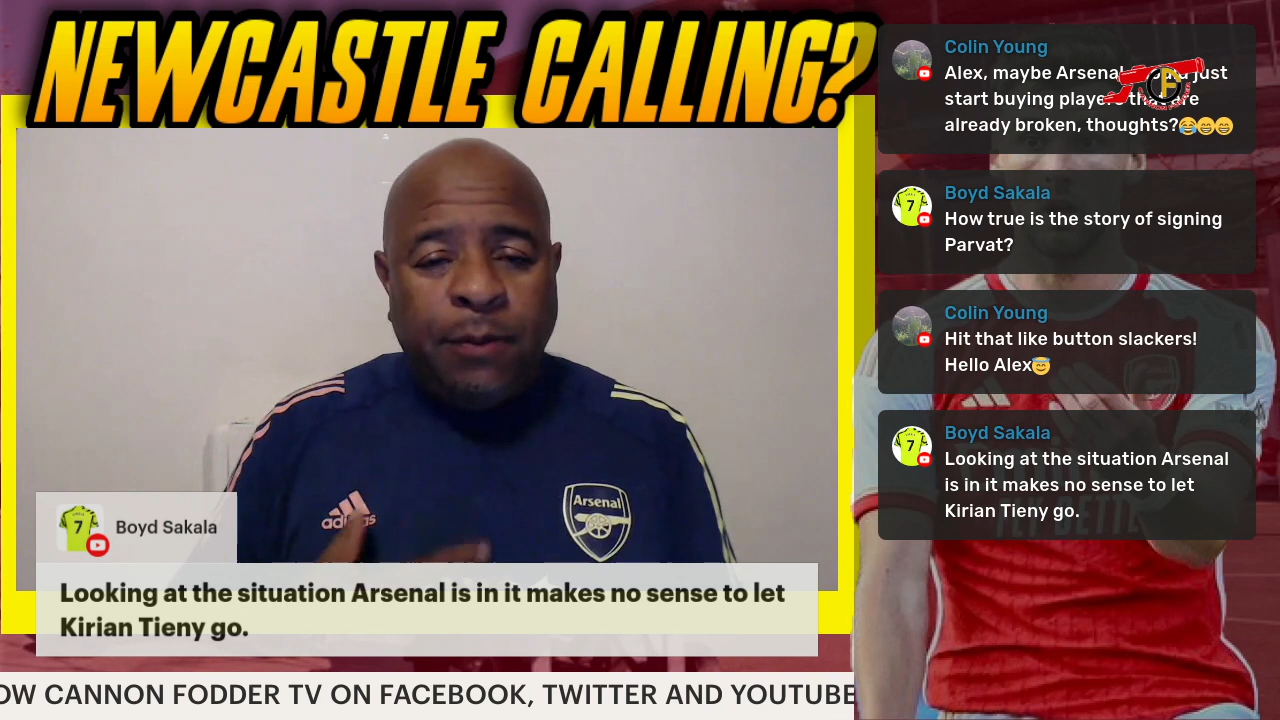 NEWCASTLE CALLING?
Colin Young
Alex, maybe Arsenal just
start buying
already broken, thoughts?😂😁😁
Boyd Sakala
How true is the story of signing
Parvat?
Colin Young
Hit that like button slackers!
Hello Alex😇
Boyd Sakala
Looking at the situation Arsenal
is in it makes no sense to let
Kirian Tieny go.
adidas
Arsenal
7
Boyd Sakala
Looking at the situation Arsenal is in it makes no sense to let
Kirian Tieny go.
OW CANNON FODDER TV ON FACEBOOK, TWITTER AND YOUTUBE